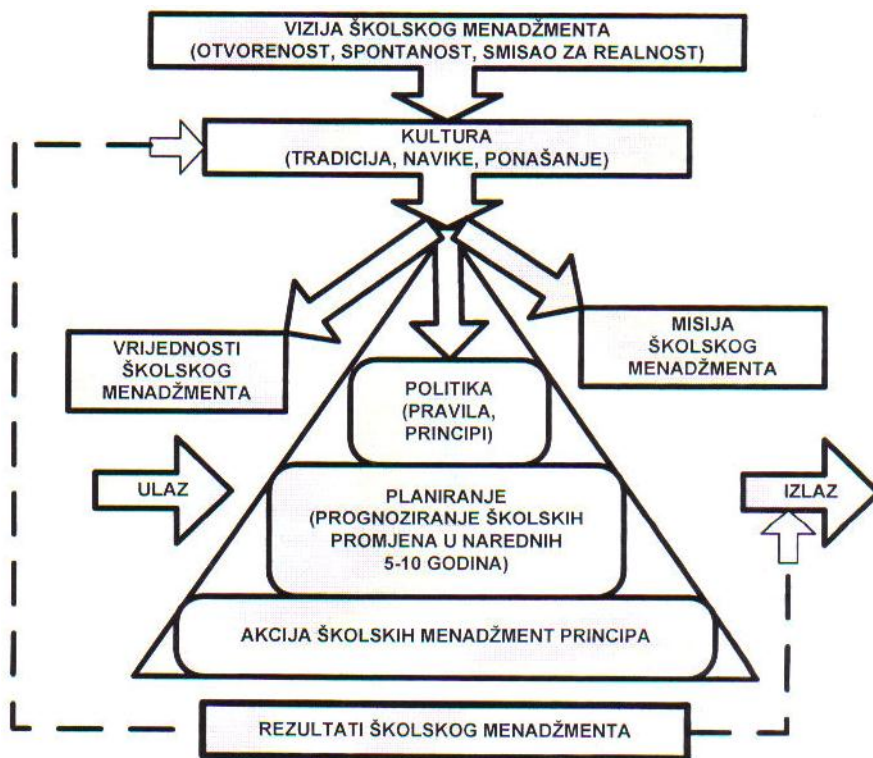 VIZIJA ŠKOLSKOG MENADŽMENTA
(OTVORENOST, SPONTANOST, SMISAO ZA REALNOST)
KULTURA
(TRADICIJA, NAVIKE, PONAŠANJE)
VRIJEDNOSTI
ŠKOLSKOG
MENADŽMENTA
MISIJA
ŠKOLSKOG
MENADŽMENTA
POLITIKA
(PRAVILA,
PRINCIPI)
ULAZ
PLANIRANJE
(PROGNOZIRANJE ŠKOLSKIH
PROMJENA U NAREDNIH
5-10 GODINA)
IZLAZ
AKCIJA ŠKOLSKIH MENADŽMENT PRINCIPA
REZULTATI ŠKOLSKOG MENADŽMENTA